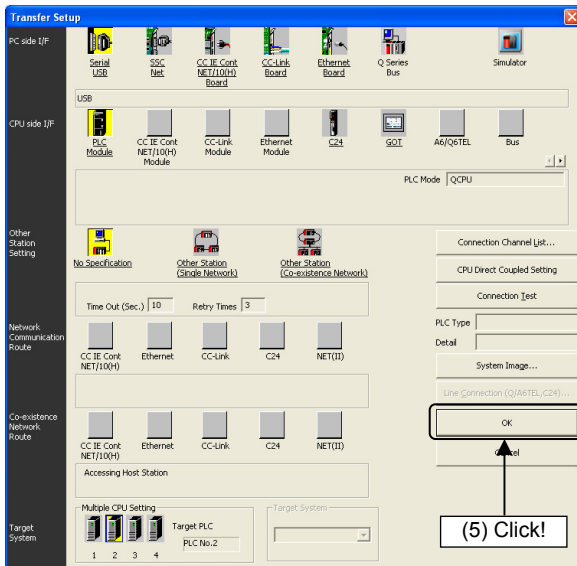 Transfer Setup
PC side I/F
Serial USB
SSC Net
CC IE Cont NET/10(H) Board
CC-Link Board
Ethernet Board
Q Series Bus
Simulator
USB
CPU side I/F
PLC Module
CC IE Cont NET/10(H) Module
CC-Link Module
Ethernet Module
C24
GOT
A6/Q6TEL
Bus
PLC Mode QCPU
Other Station Setting
No Specification
Other Station (Single Network)
Other Station (Co-existence Network)
Time Out (Sec.) 10 Retry Times 3
Connection Channel List...
CPU Direct Coupled Setting
Connection Test
PLC Type
Detail
System Image...
Line Connection (Q/A6TEL,C24)...
OK
Cancel
Network Communication Route
CC IE Cont NET/10(H)
Ethernet
CC-Link
C24
NET(II)
Co-existence Network Route
CC IE Cont NET/10(H)
Ethernet
CC-Link
C24
NET(II)
Accessing Host Station
Target System
Multiple CPU Setting
1 2 3 4
Target PLC
PLC No.2
Target System
(5) Click!